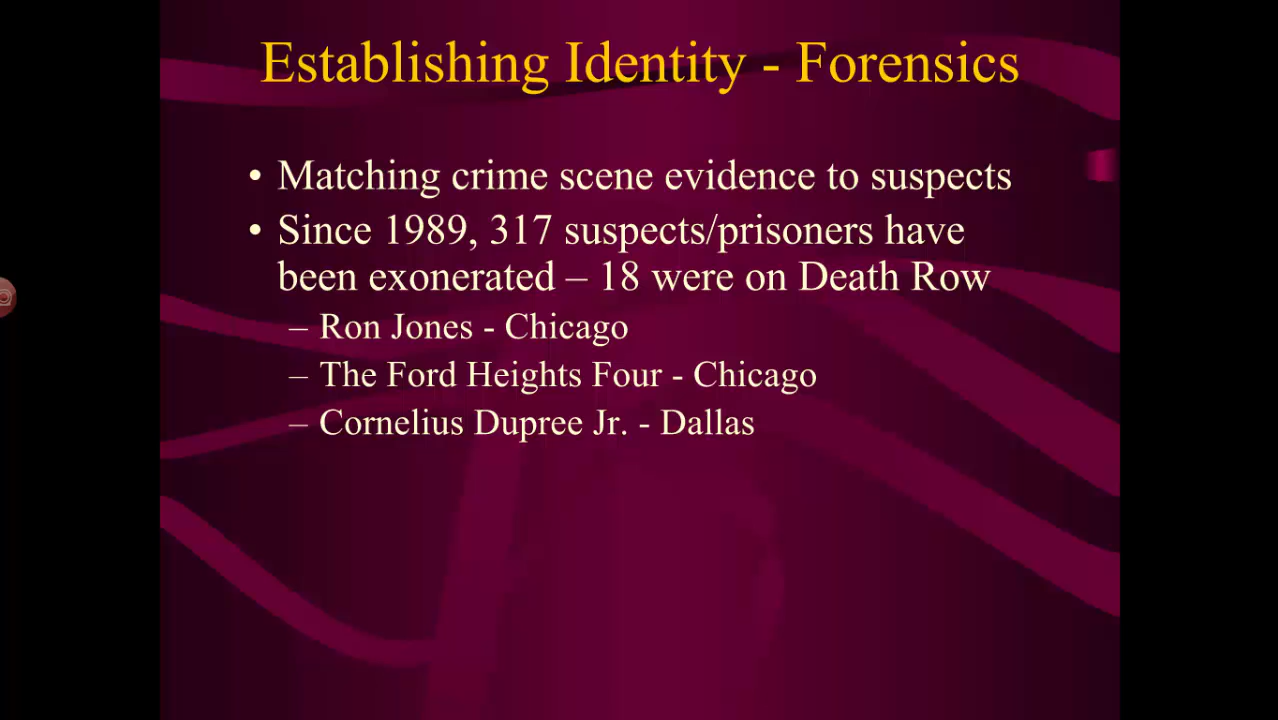 Establishing Identity - Forensics
• Matching crime scene evidence to suspects
• Since 1989, 317 suspects/prisoners have
been exonerated – 18 were on Death Row
– Ron Jones - Chicago
– The Ford Heights Four - Chicago
– Cornelius Dupree Jr. - Dallas